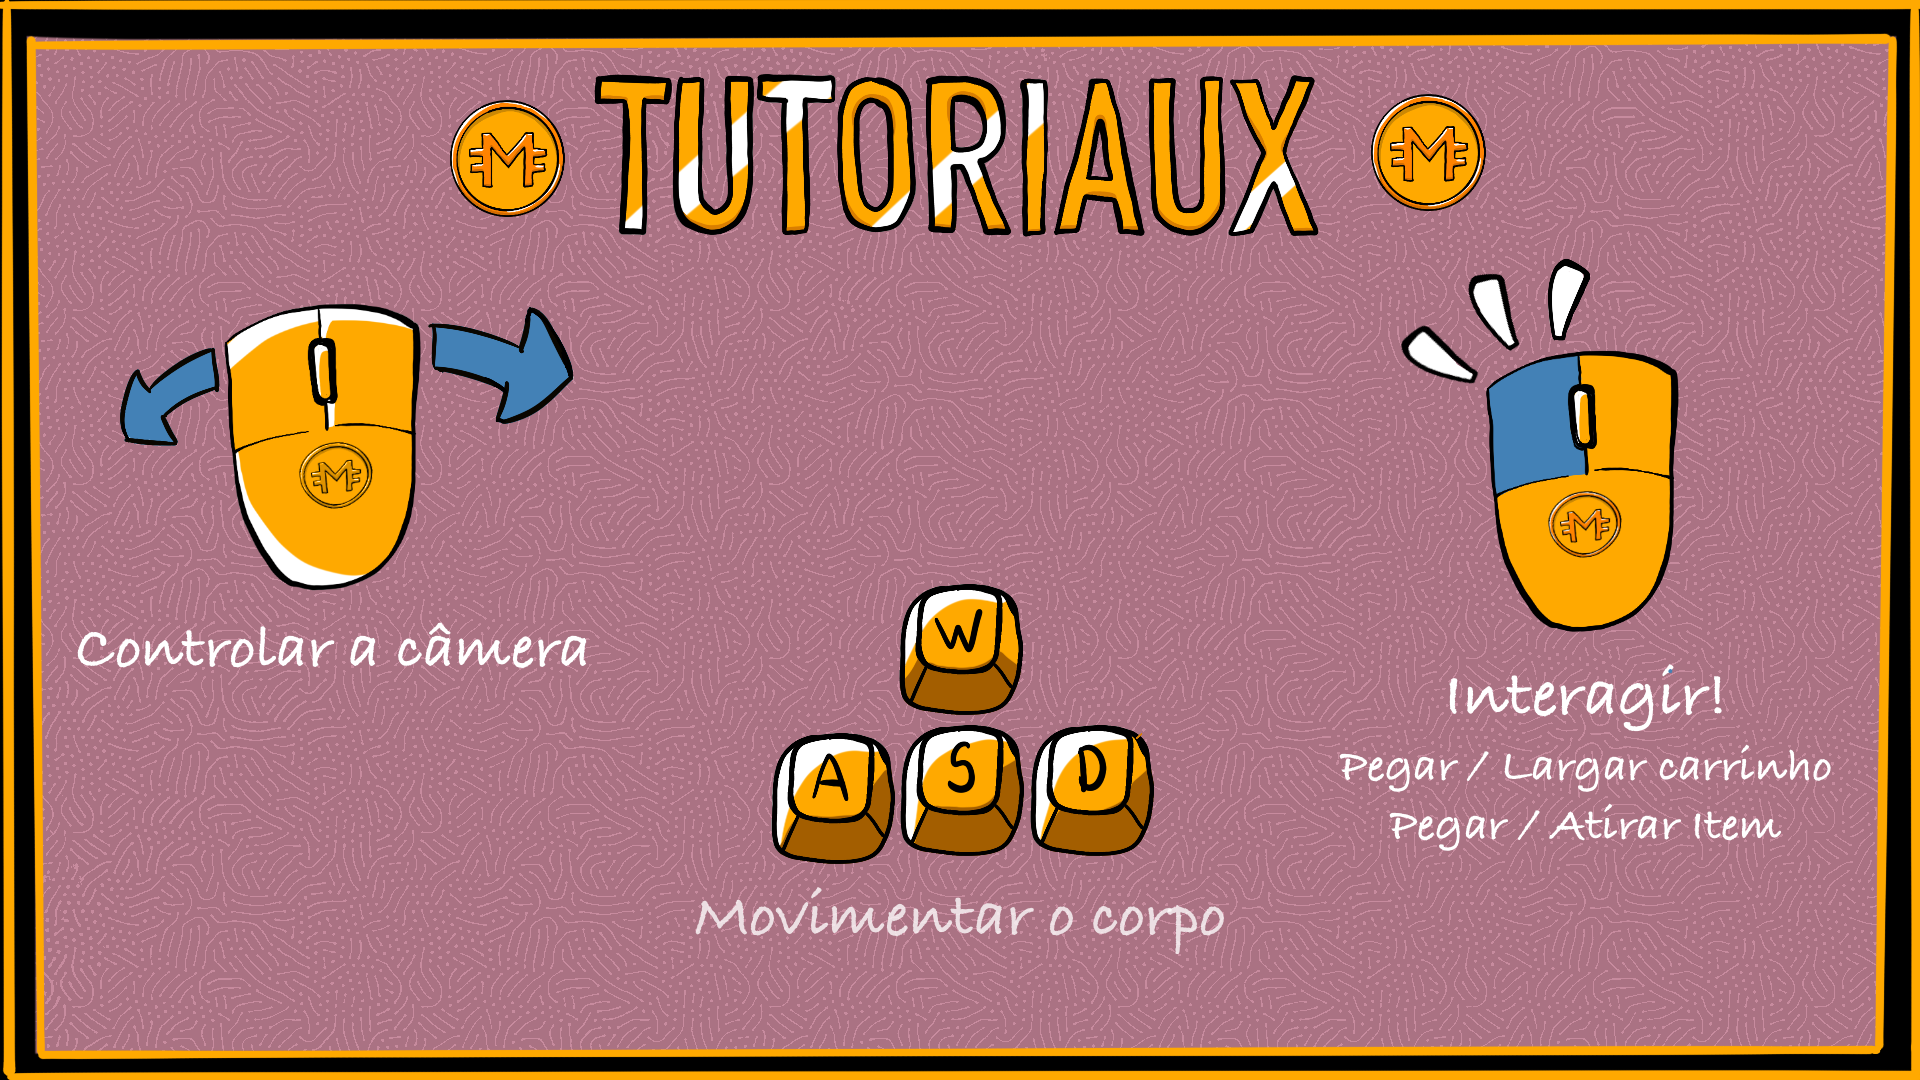 TUTORIAUX
Controlar a câmera
W
A S D
Movimentar o corpo
Interagir!
Pegar / Largar carrinho
Pegar / Atirar Item